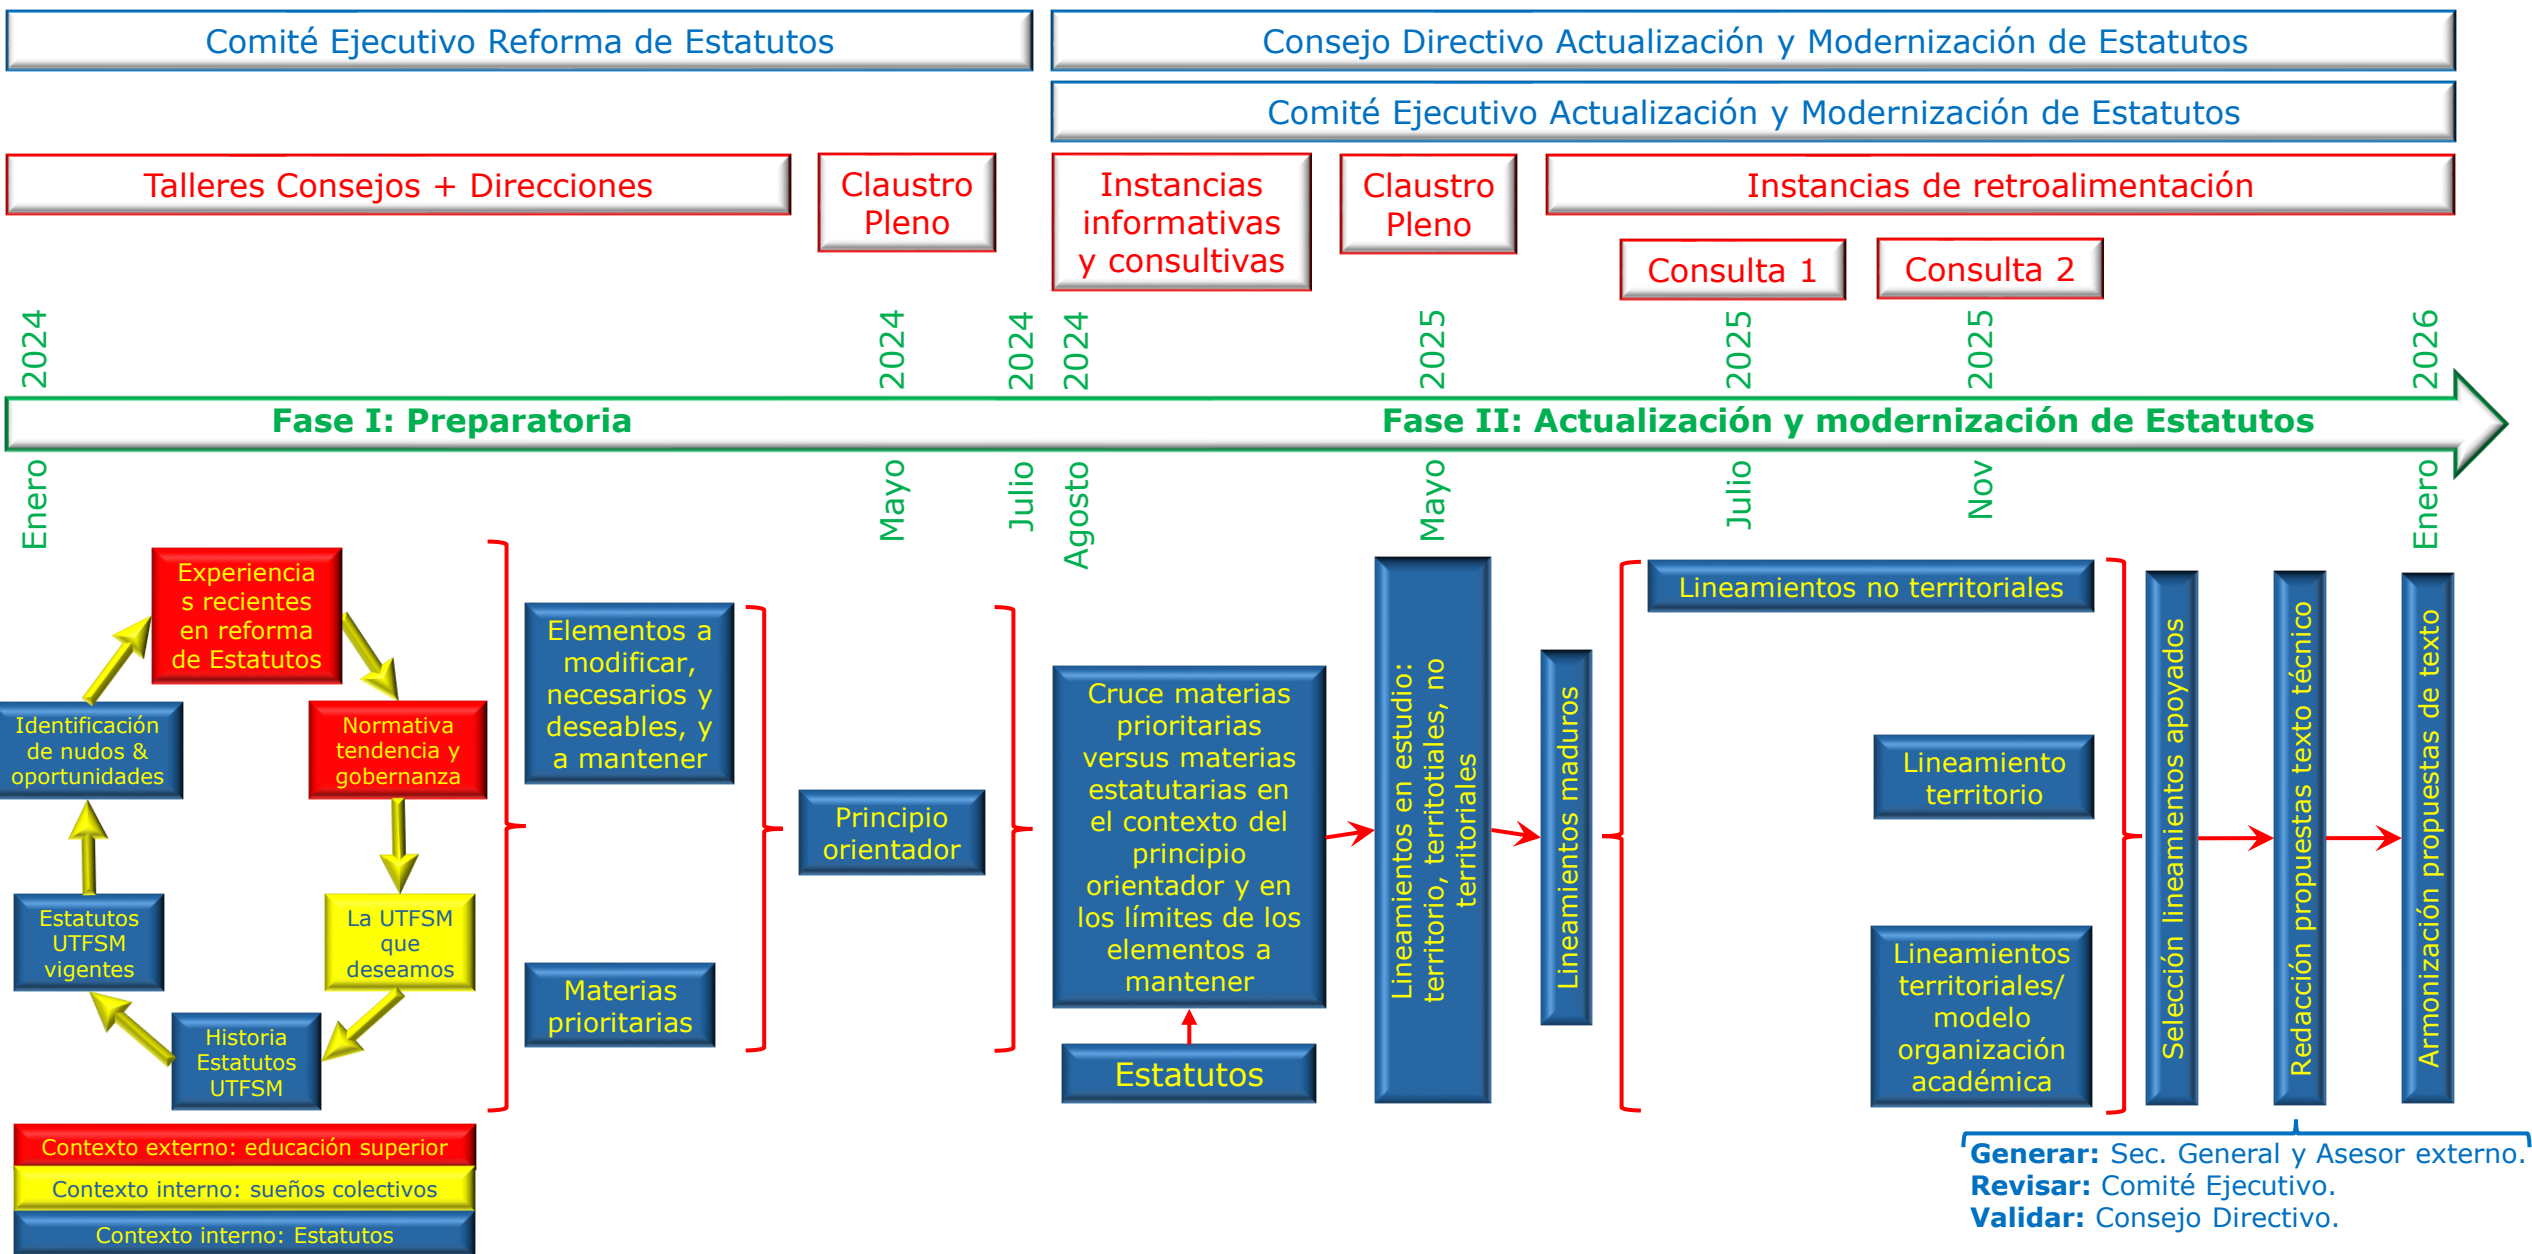 Comité Ejecutivo Reforma de Estatutos
Consejo Directivo Actualización y Modernización de Estatutos
Comité Ejecutivo Actualización y Modernización de Estatutos
Talleres Consejos + Direcciones
Claustro
Pleno
Instancias
informativas
y consultivas
Claustro
Pleno
Instancias de retroalimentación
Consulta 1
Consulta 2
2024
2024
2024
2024
2025
2025
2025
2026
Fase I: Preparatoria
Fase II: Actualización y modernización de Estatutos
Enero
Mayo
Julio
Agosto
Mayo
Julio
Nov
Enero
Experiencia
s recientes
en reforma
de Estatutos
Normativa
tendencia y
gobernanza
La UTFSM
que
deseamos
Historia
Estatutos
UTFSM
Estatutos
UTFSM
vigentes
Identificación
de nudos &
oportunidades
Elementos a
modificar,
necesarios y
deseables, y
a mantener
Materias
prioritarias
Principio
orientador
Cruce materias
prioritarias
versus materias
estatutarias en
el contexto del
principio
orientador y en
los límites de los
elementos a
mantener
Estatutos
Lineamientos en estudio:
territorio, territotiales, no
territoriales
Lineamientos maduros
Lineamientos no territoriales
Lineamiento
territorio
Lineamientos
territoriales/
modelo
organización
académica
Selección lineamientos apoyados
Redacción propuestas texto técnico
Armonización propuestas de texto
Contexto externo: educación superior
Contexto interno: sueños colectivos
Contexto interno: Estatutos
Generar: Sec. General y Asesor externo.
Revisar: Comité Ejecutivo.
Validar: Consejo Directivo.